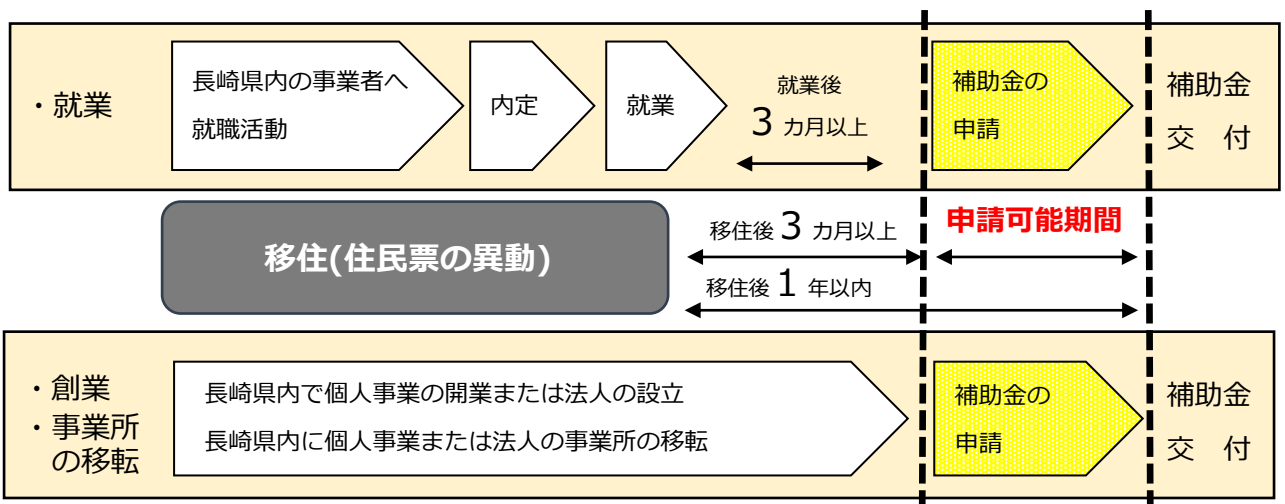 ・就業
長崎県内の事業者へ
就職活動
内定
就業
就業後
3 カ月以上
補助金の
申請
補助金
交　付
移住(住民票の異動)
移住後 3 カ月以上
申請可能期間
移住後 1 年以内
・創業
・事業所
の移転
長崎県内で個人事業の開業または法人の設立
長崎県内に個人事業または法人の事業所の移転
補助金の
申請
補助金
交　付